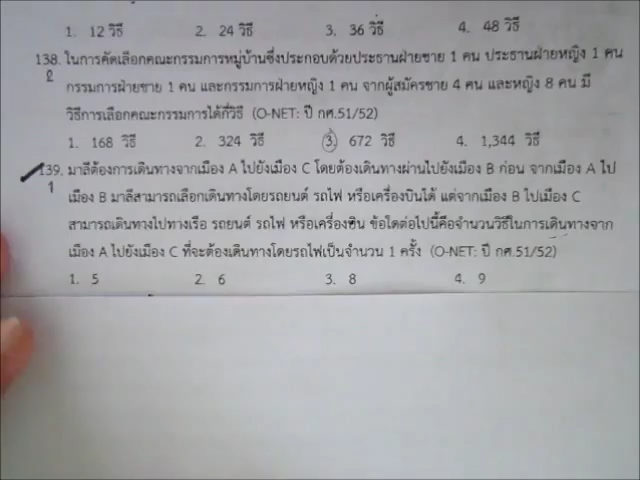 1. 12 วิธี 2. 24 วิธี 3. 36 วิธี 4. 48 วิธี
138. ในการคัดเลือกคณะกรรมการหมู่บ้านซึ่งประกอบด้วยประธานฝ่ายชาย 1 คน ประธานฝ่ายหญิง 1 คน
2 กรรมการฝ่ายชาย 1 คน และกรรมการฝ่ายหญิง 1 คน จากผู้สมัครชาย 4 คน และหญิง 8 คน มี
วิธีการเลือกคณะกรรมการได้กี่วิธี (O-NET: ปี กศ.51/52)
1. 168 วิธี 2. 324 วิธี 3. 672 วิธี 4. 1,344 วิธี
139. มาลีต้องการเดินทางจากเมือง A ไปยังเมือง C โดยต้องเดินทางผ่านไปยังเมือง B ก่อน จากเมือง A ไป
1 เมือง B มาลีสามารถเลือกเดินทางโดยรถยนต์ รถไฟ หรือเครื่องบินได้ แต่จากเมือง B ไปเมือง C
สามารถเดินทางไปทางเรือ รถยนต์ รถไฟ หรือเครื่องบิน ข้อใดต่อไปนี้คือจำนวนวิธีในการเดินทางจาก
เมือง A ไปยังเมือง C ที่จะต้องเดินทางโดยรถไฟเป็นจำนวน 1 ครั้ง (O-NET: ปี กศ.51/52)
1. 5 2. 6 3. 8 4. 9